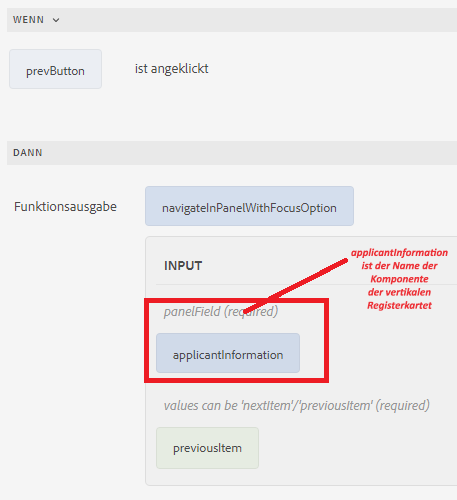 WENN
prevButton
ist angeklickt
DANN
Funktionsausgabe
navigateInPanelWithFocusOption
INPUT
applicantInformation
ist der Name der
Komponente
der vertikalen
Registerkartet
panelField (required)
applicantInformation
values can be 'nextItem'/'previousItem' (required)
previousItem